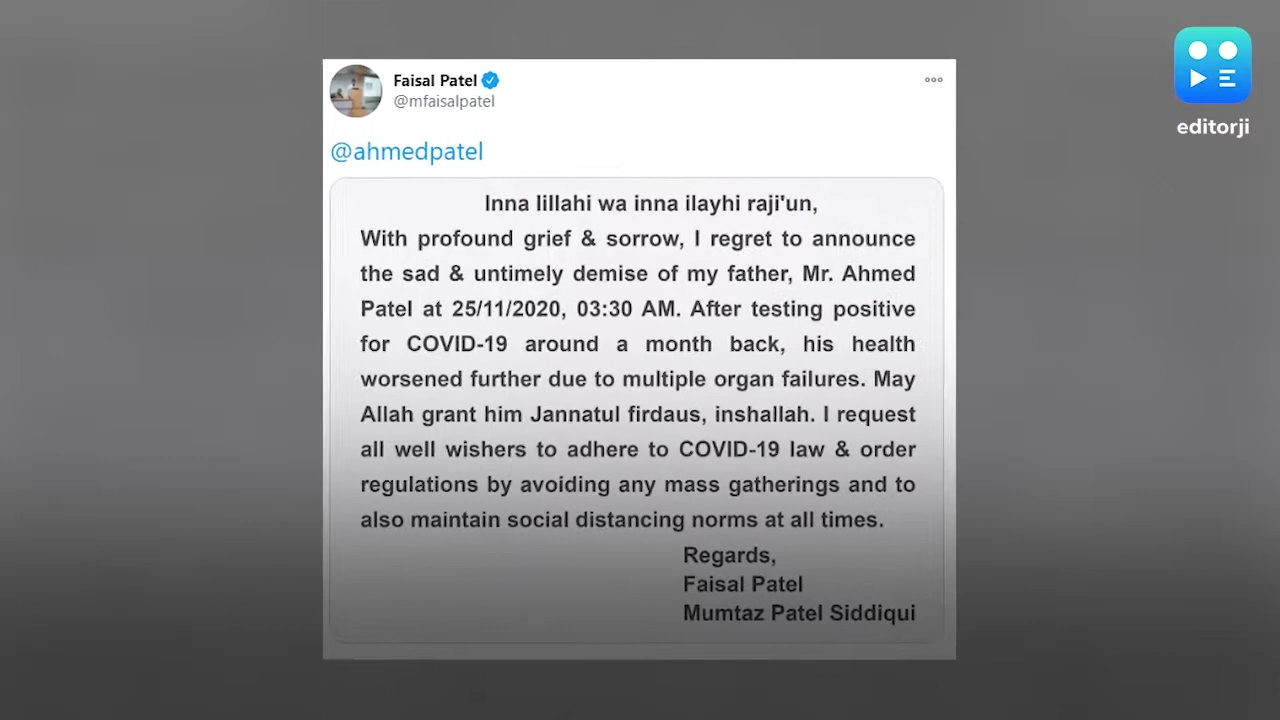 Faisal Patel
@mfaisalpatel
@ahmedpatel
Inna lillahi wa inna ilayhi raji'un,
With profound grief & sorrow, I regret to announce
the sad & untimely demise of my father, Mr. Ahmed
Patel at 25/11/2020, 03:30 AM. After testing positive
for COVID-19 around a month back, his health
worsened further due to multiple organ failures. May
Allah grant him Jannatul firdaus, inshallah. I request
all well wishers to adhere to COVID-19 law & order
regulations by avoiding any mass gatherings and to
also maintain social distancing norms at all times.
Regards,
Faisal Patel
Mumtaz Patel Siddiqui
editorji